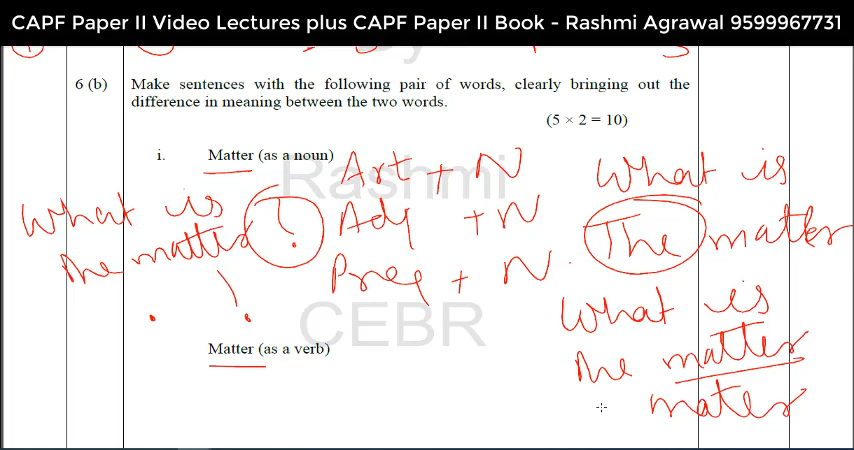 CAPF Paper II Video Lectures plus CAPF Paper II Book - Rashmi Agrawal 9599967731
By
6 (b) Make sentences with the following pair of words, clearly bringing out the
difference in meaning between the two words.
(5 × 2 = 10)
i. Matter (as a noun)
Rashmi
CEBR
Art + N
Adj + N
Prep + N
What is
the matter
!
What is
The matter
What is
the matter
mater
Matter (as a verb)